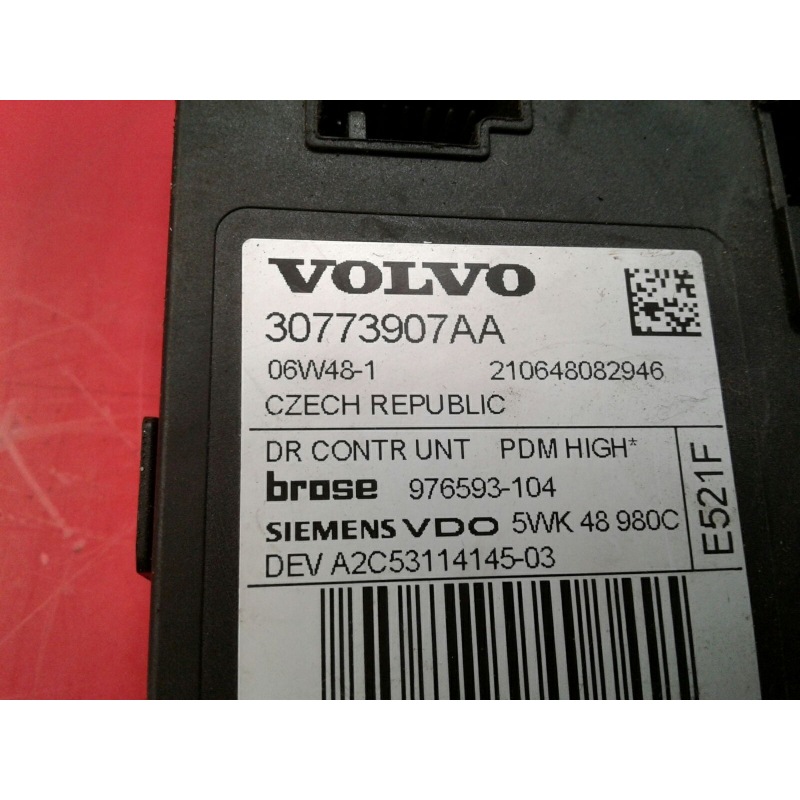 VOLVO
30773907AA
06W48-1 210648082946
CZECH REPUBLIC
DR CONTR UNT PDM HIGH*
brose 976593-104
SIEMENS VDO 5WK 48 980C
DEV A2C53114145-03
E521F